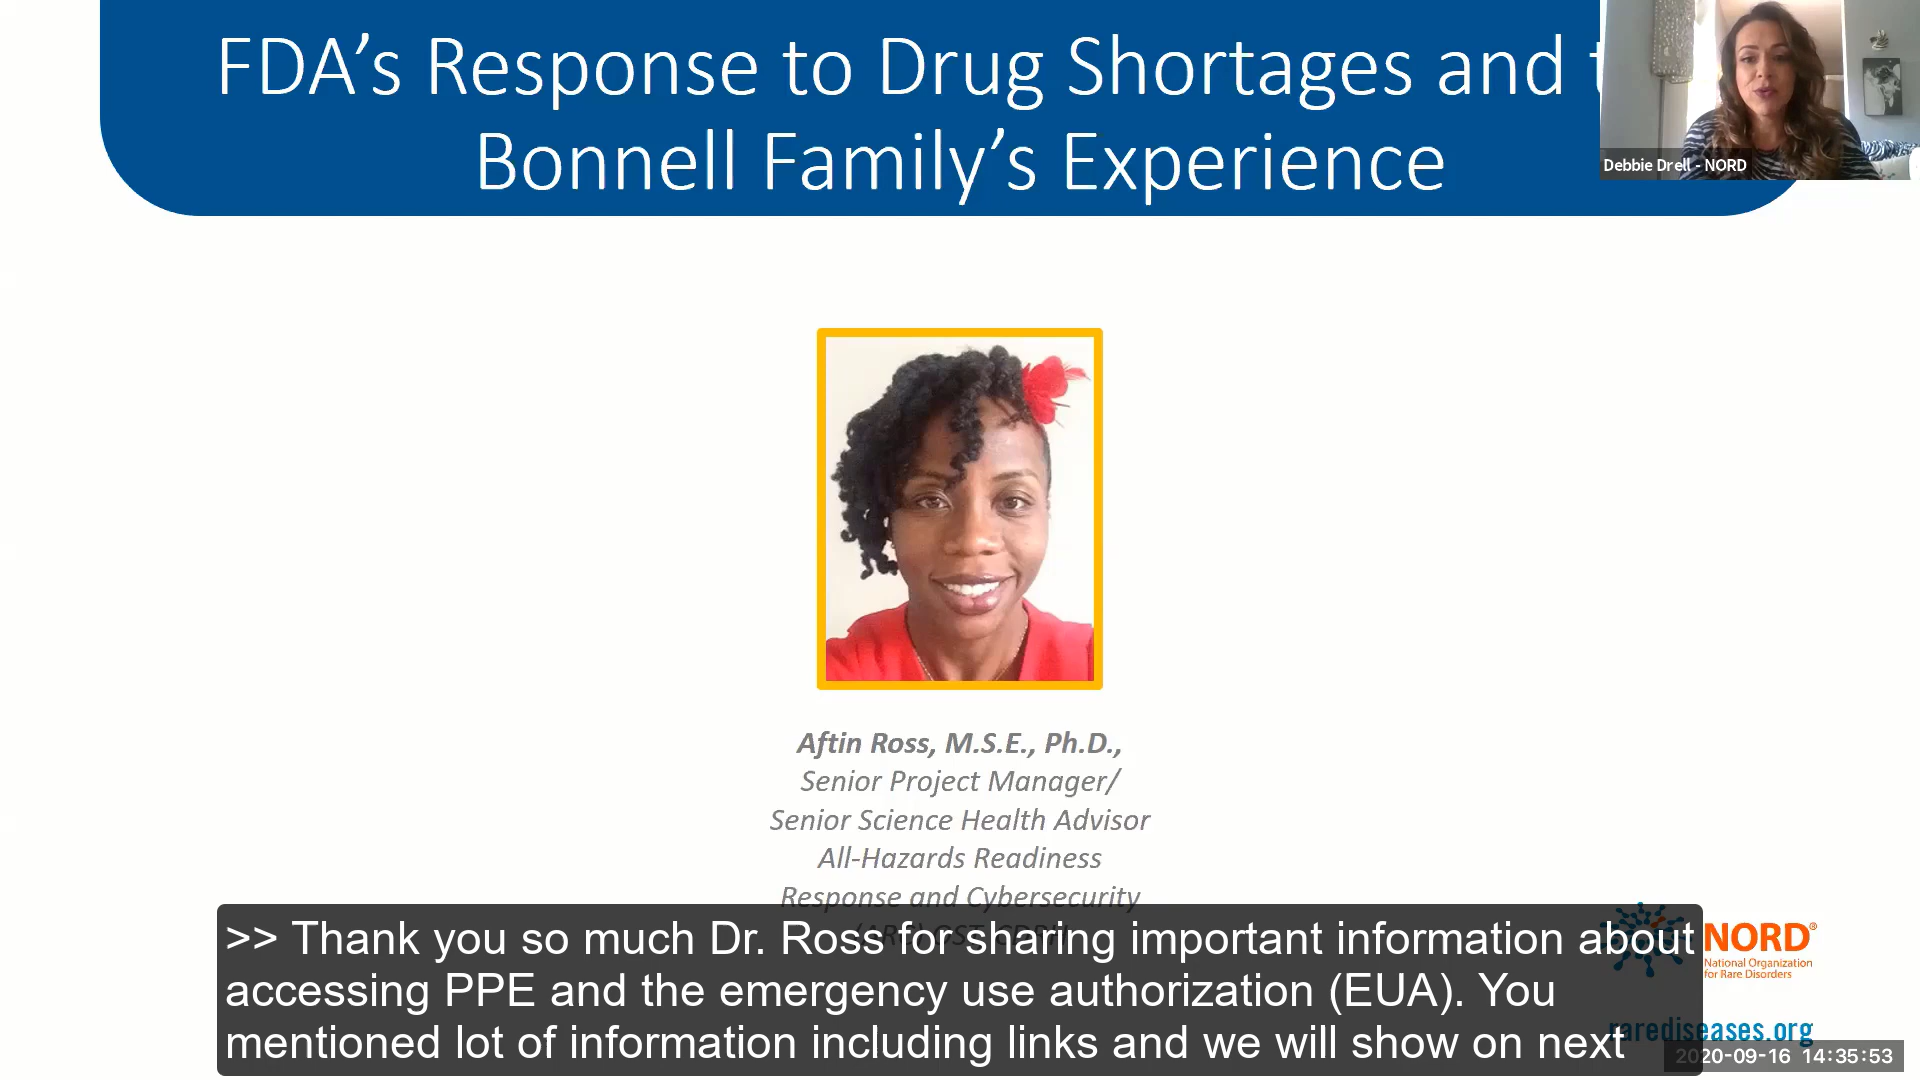 FDA's Response to Drug Shortages and
Bonnell Family's Experience
Debbie Drell - NORD
Aftin Ross, M.S.E., Ph.D.,
Senior Project Manager/
Senior Science Health Advisor
All-Hazards Readiness
Response and Cybersecurity
>> Thank you so much Dr. Ross for sharing important information about
accessing PPE and the emergency use authorization (EUA). You
mentioned lot of information including links and we will show on next
NORD®
National Organization
for Rare Disorders
rarediseases.org
2020-09-16 14:35:53